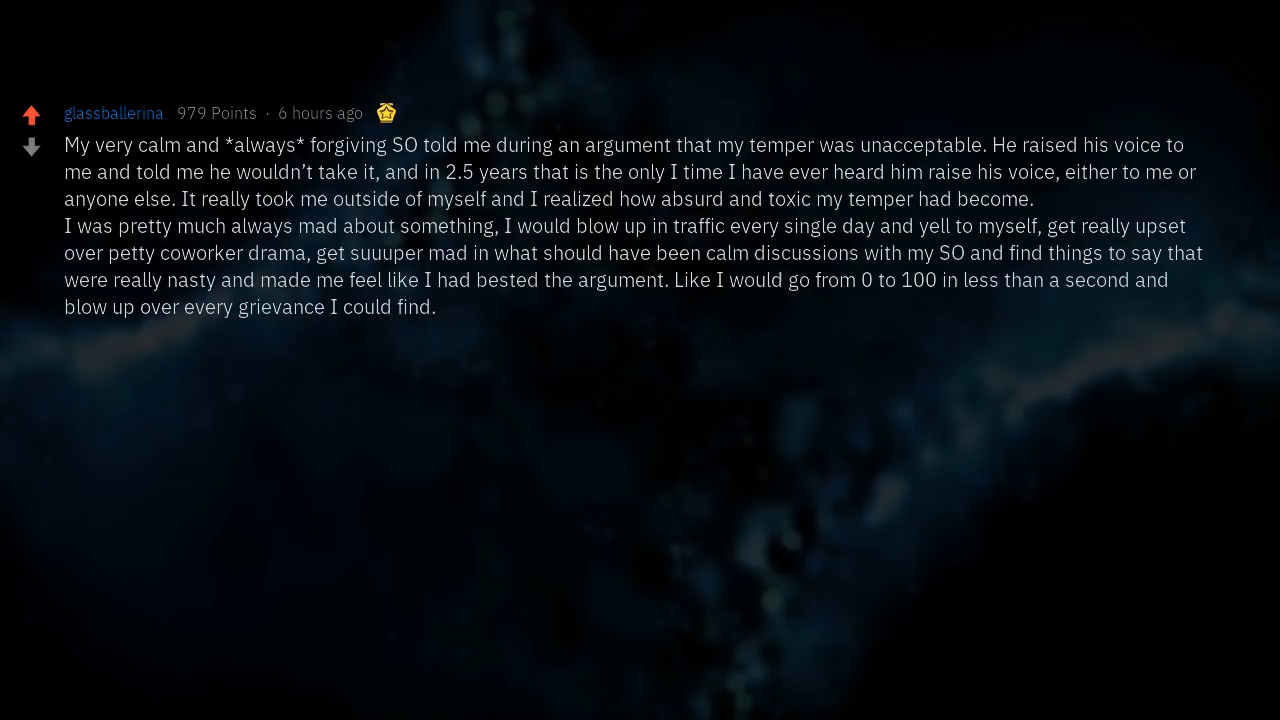 glassballerina 979 Points · 6 hours ago
My very calm and *always* forgiving SO told me during an argument that my temper was unacceptable. He raised his voice to
me and told me he wouldn’t take it, and in 2.5 years that is the only I time I have ever heard him raise his voice, either to me or
anyone else. It really took me outside of myself and I realized how absurd and toxic my temper had become.
I was pretty much always mad about something, I would blow up in traffic every single day and yell to myself, get really upset
over petty coworker drama, get suuuper mad in what should have been calm discussions with my SO and find things to say that
were really nasty and made me feel like I had bested the argument. Like I would go from 0 to 100 in less than a second and
blow up over every grievance I could find.